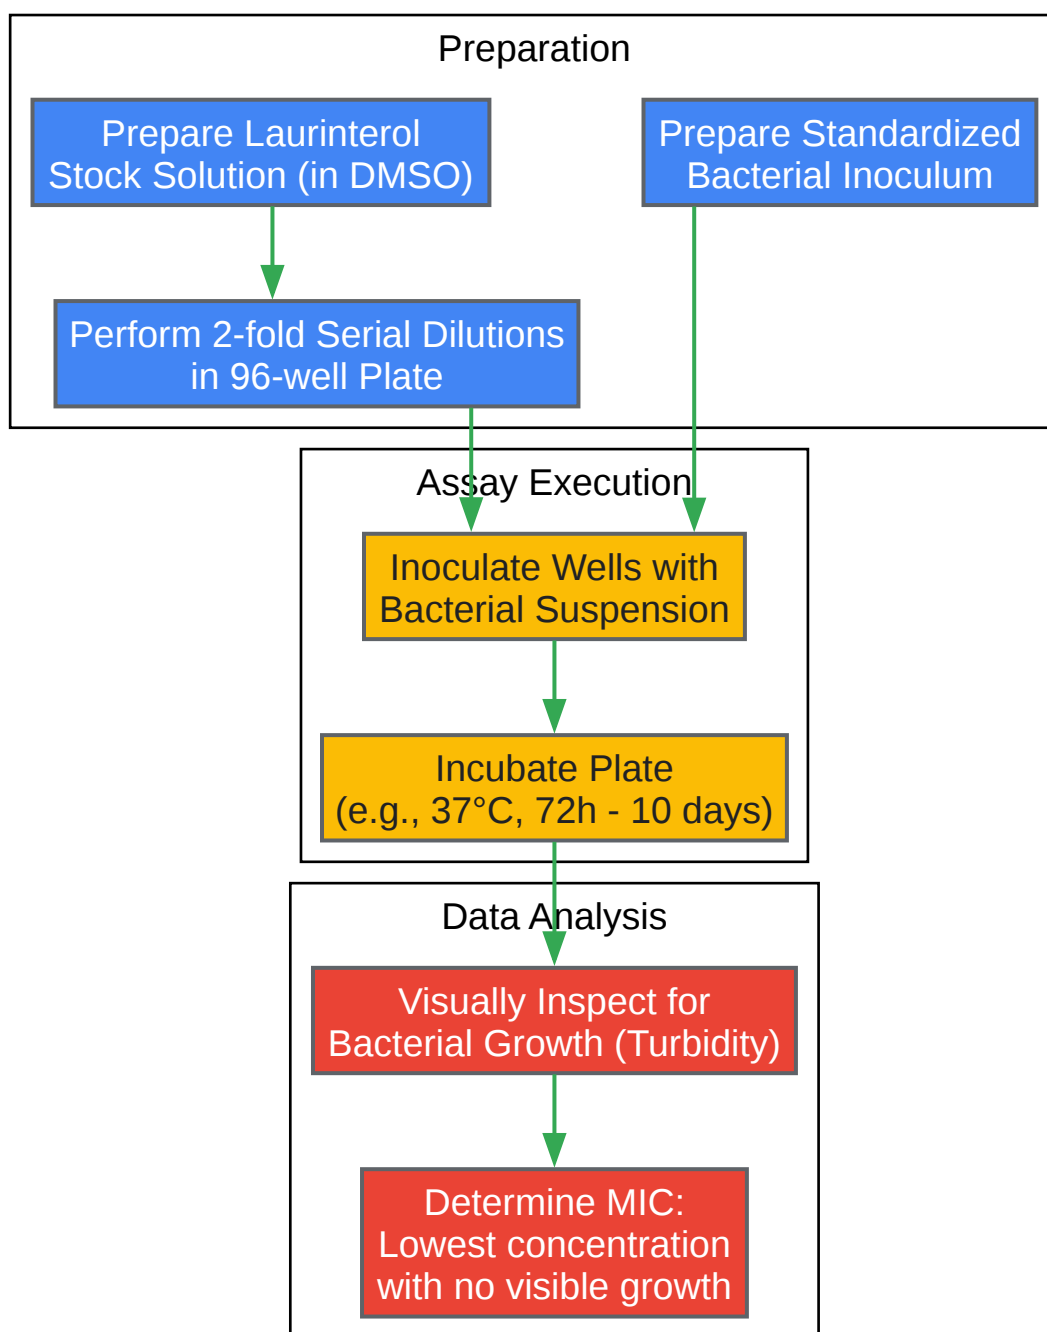 Preparation
Prepare Laurinterol
Stock Solution (in DMSO)
Prepare Standardized
Bacterial Inoculum
Perform 2-fold Serial Dilutions
in 96-well Plate
Assay Execution
Inoculate Wells with
Bacterial Suspension
Incubate Plate
(e.g., 37°C, 72h - 10 days)
Data Analysis
Visually Inspect for
Bacterial Growth (Turbidity)
Determine MIC:
Lowest concentration
with no visible growth